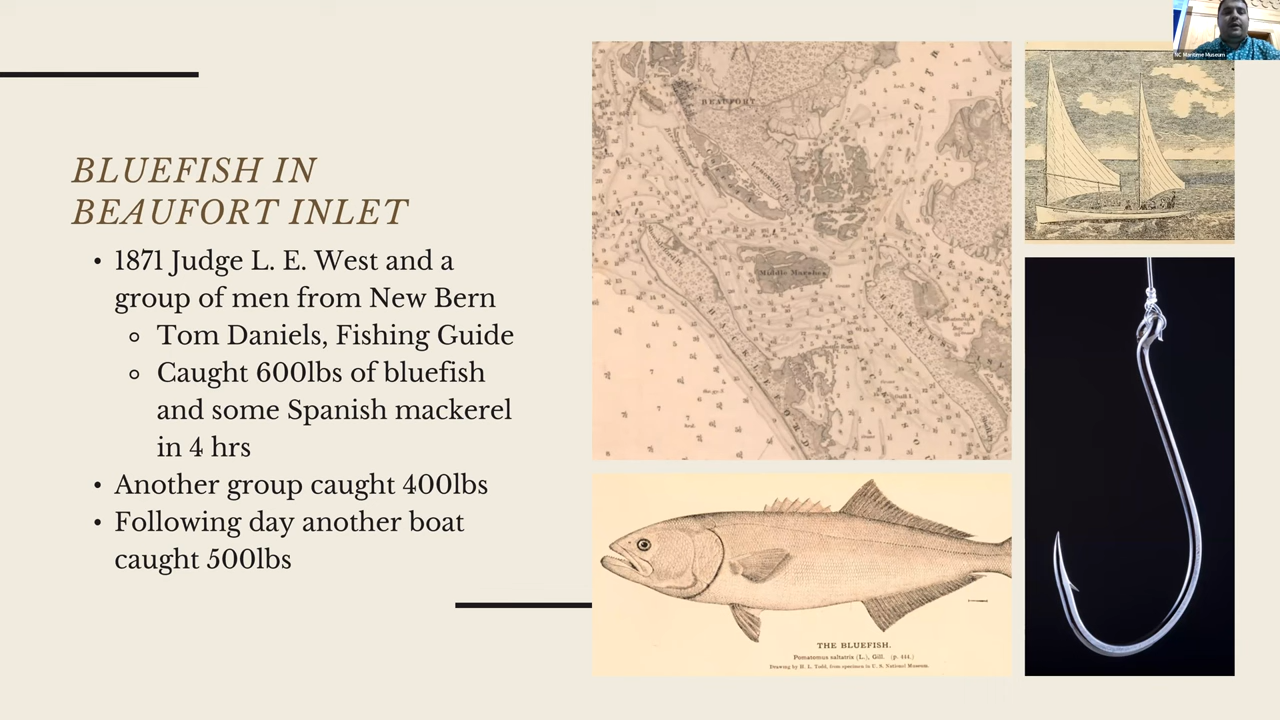 BLUEFISH IN
BEAUFORT INLET
• 1871 Judge L. E. West and a
group of men from New Bern
○ Tom Daniels, Fishing Guide
○ Caught 600lbs of bluefish
and some Spanish mackerel
in 4 hrs
• Another group caught 400lbs
• Following day another boat
caught 500lbs
BEAUFORT
Middle Marshes
THE BLUEFISH.
Pomatomus saltatrix (L.), Gill. (p. 444.)
Drawing by H. L. Todd, from specimen in U. S. National Museum.
NC Maritime Museum